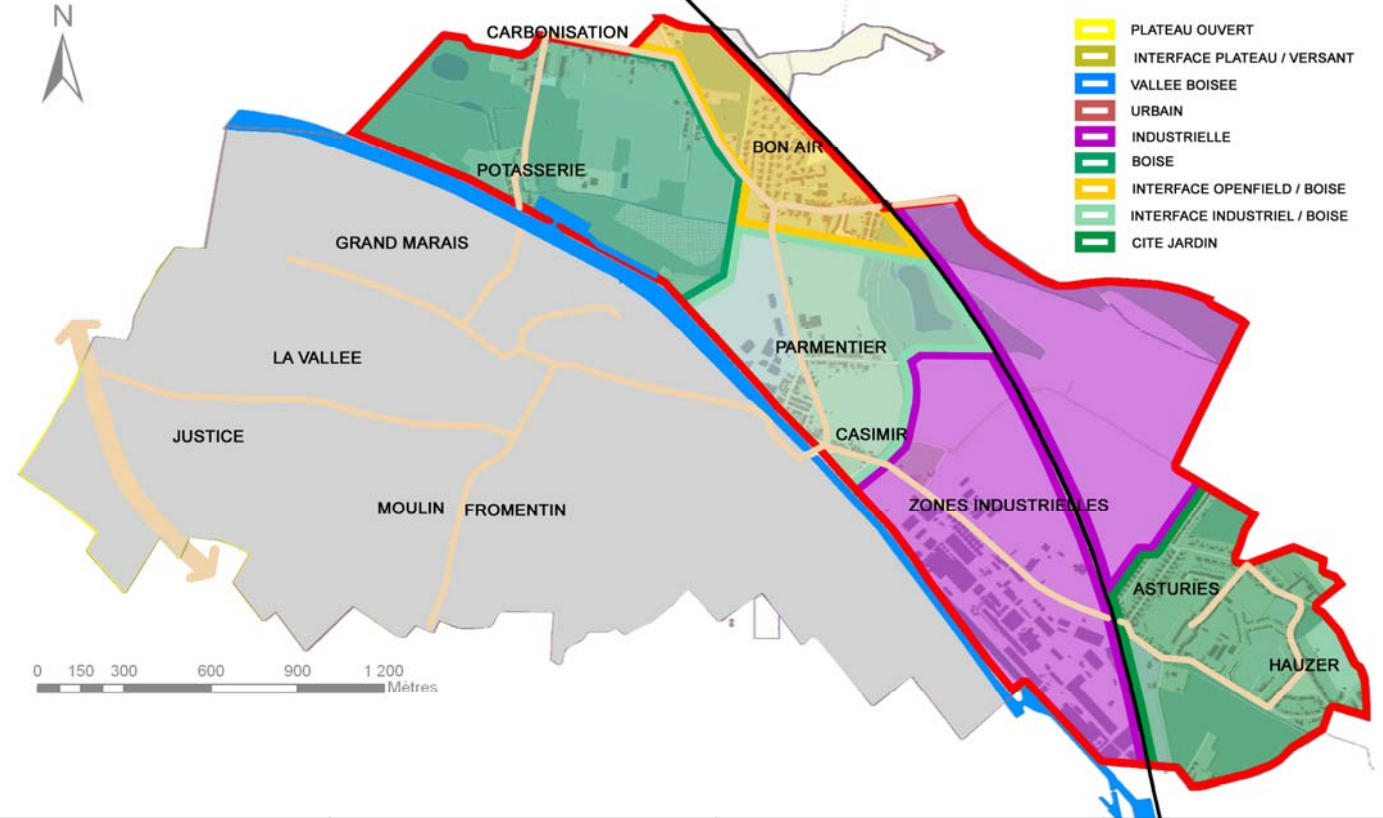 N
CARBONISATION
BON AIR
POTASSERIE
GRAND MARAIS
LA VALLEE
PARMENTIER
JUSTICE
CASIMIR
MOULIN FROMENTIN
ZONES INDUSTRIELLES
ASTURIES
HAUZER
PLATEAU OUVERT
INTERFACE PLATEAU / VERSANT
VALLEE BOISEE
URBAIN
INDUSTRIELLE
BOISE
INTERFACE OPENFIELD / BOISE
INTERFACE INDUSTRIEL / BOISE
CITE JARDIN
0 150 300 600 900 1 200
Mètres